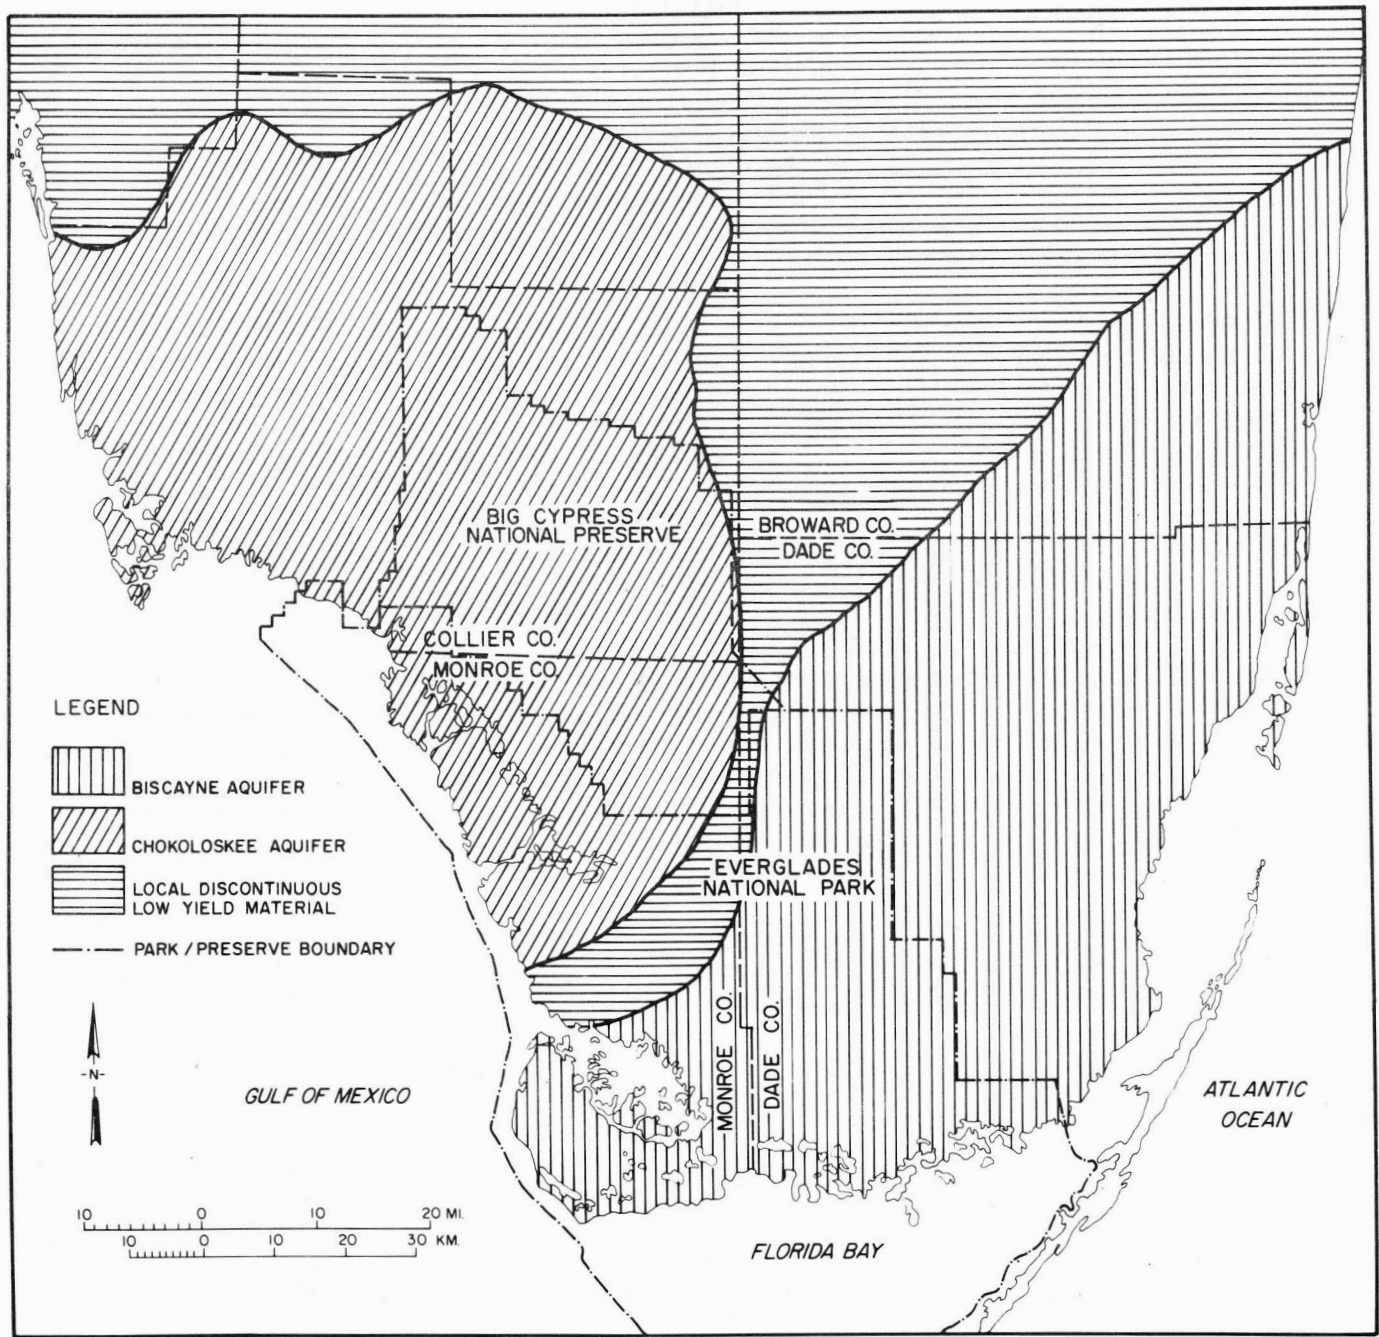 BIG CYPRESS
NATIONAL PRESERVE
BROWARD CO.
DADE CO.
COLLIER CO.
MONROE CO.
LEGEND
BISCAYNE AQUIFER
CHOKOLOSKEE AQUIFER
LOCAL DISCONTINUOUS
LOW YIELD MATERIAL
PARK / PRESERVE BOUNDARY
EVERGLADES
NATIONAL PARK
MONROE CO.
DADE CO.
-N-
GULF OF MEXICO
ATLANTIC
OCEAN
10 0 10 20 MI.
10 0 10 20 30 KM.
FLORIDA BAY